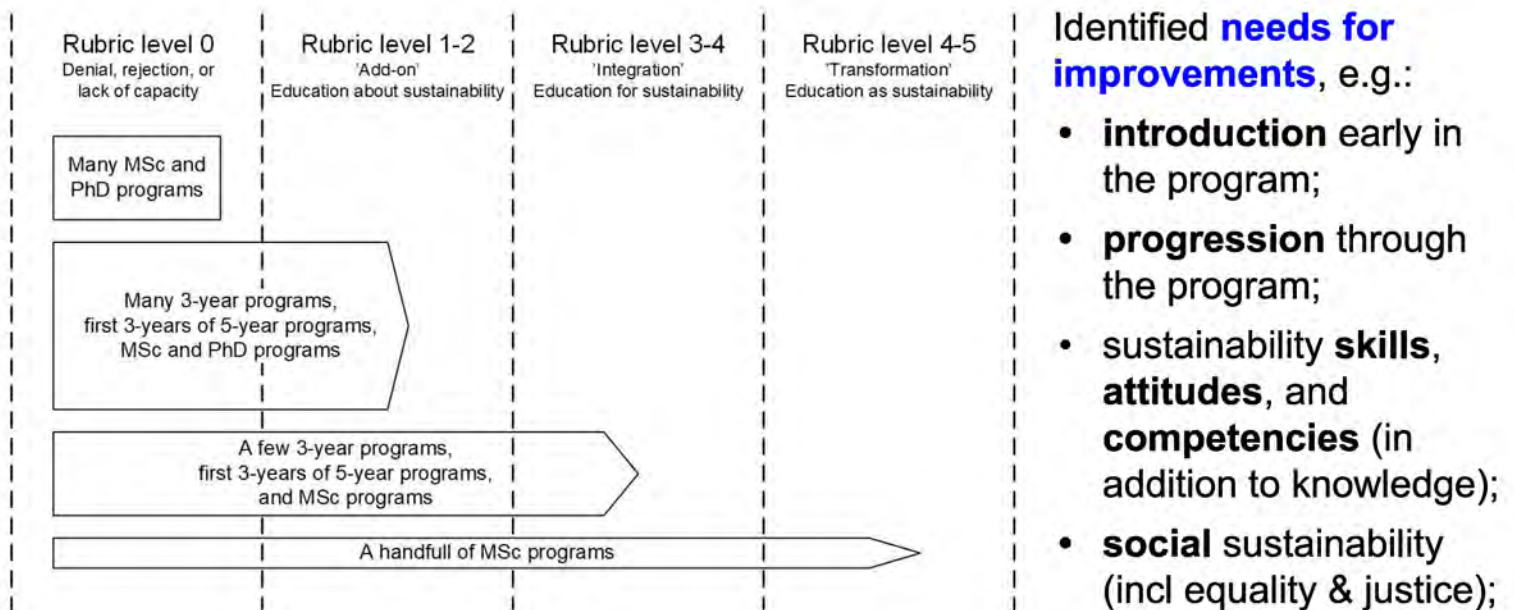 Rubric level 0
Denial, rejection, or
lack of capacity
Rubric level 1-2
'Add-on'
Education about sustainability
Rubric level 3-4
'Integration'
Education for sustainability
Rubric level 4-5
'Transformation'
Education as sustainability
Many MSc and
PhD programs
Many 3-year programs,
first 3-years of 5-year programs,
MSc and PhD programs
A few 3-year programs,
first 3-years of 5-year programs,
and MSc programs
A handfull of MSc programs
Identified needs for
improvements, e.g.:
• introduction early in
the program;
• progression through
the program;
• sustainability skills,
attitudes, and
competencies (in
addition to knowledge);
• social sustainability
(incl equality & justice);